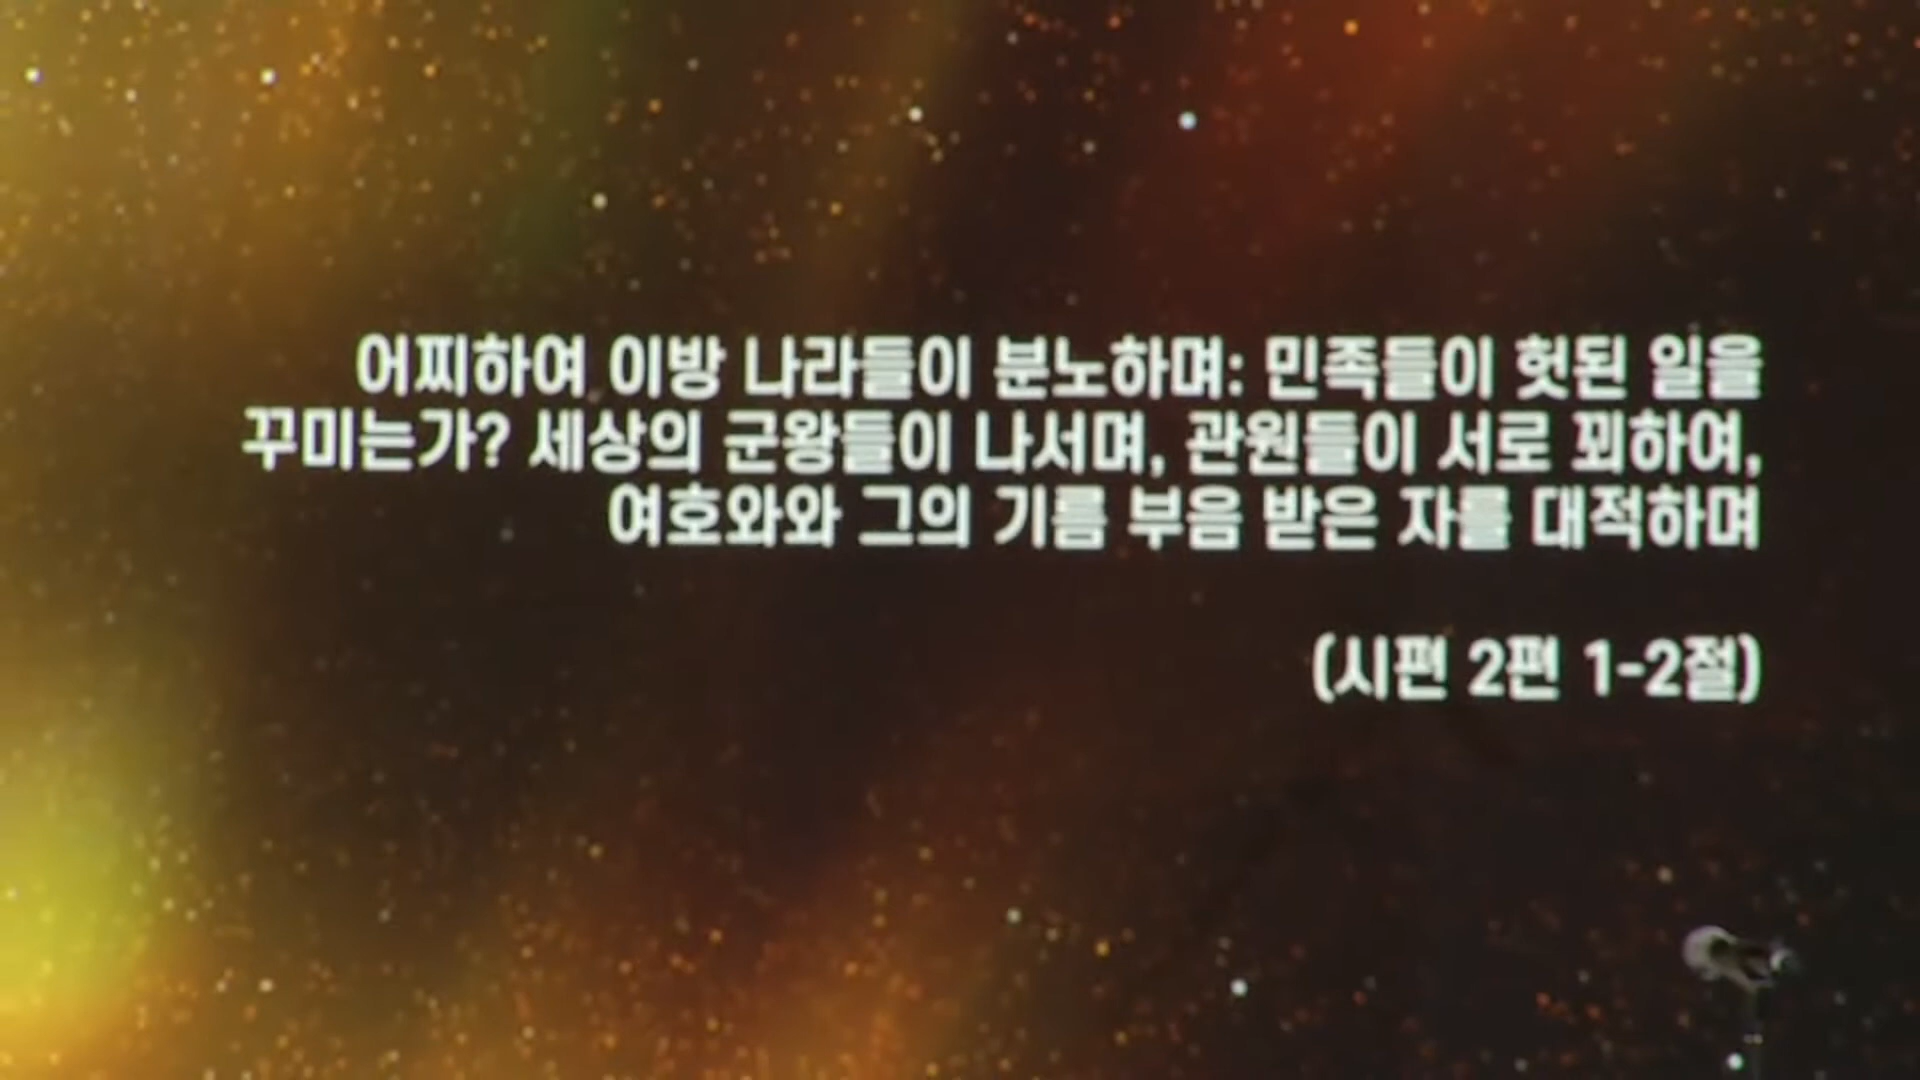 어찌하여 이방 나라들이 분노하며: 민족들이 헛된 일을
꾸미는가? 세상의 군왕들이 나서며, 관원들이 서로 꾀하여,
여호와와 그의 기름 부음 받은 자를 대적하며
(시편 2편 1-2절)